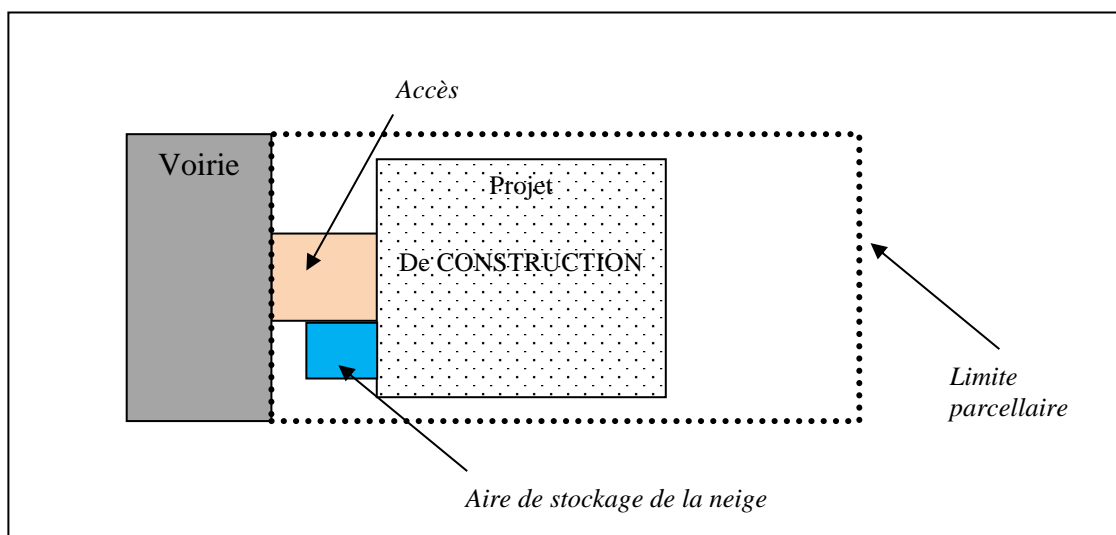 Accès
Voirie
Projet
De CONSTRUCTION
Limite
parcellaire
Aire de stockage de la neige